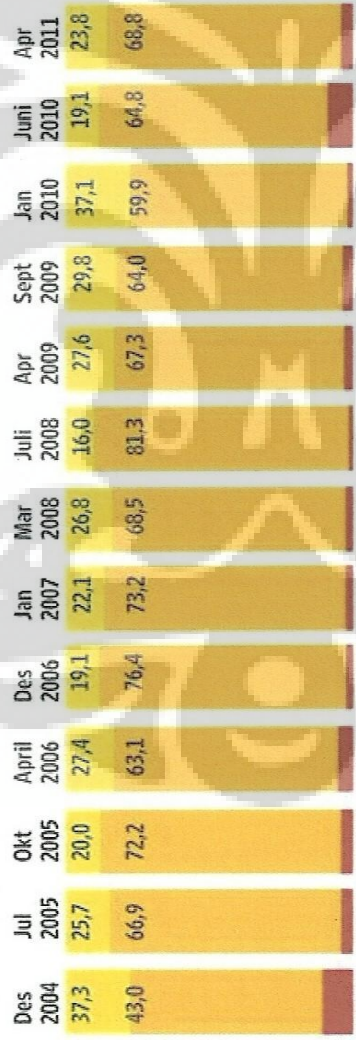 Des 2004 37,3 43,0
Jul 2005 25,7 66,9
Okt 2005 20,0 72,2
April 2006 27,4 63,1
Des 2006 19,1 76,4
Jan 2007 22,1 73,2
Mar 2008 26,8 68,5
Juli 2008 16,0 81,3
Apr 2009 27,6 67,3
Sept 2009 29,8 64,0
Jan 2010 37,1 59,9
Juni 2010 19,1 64,8
Apr 2011 23,8 68,8